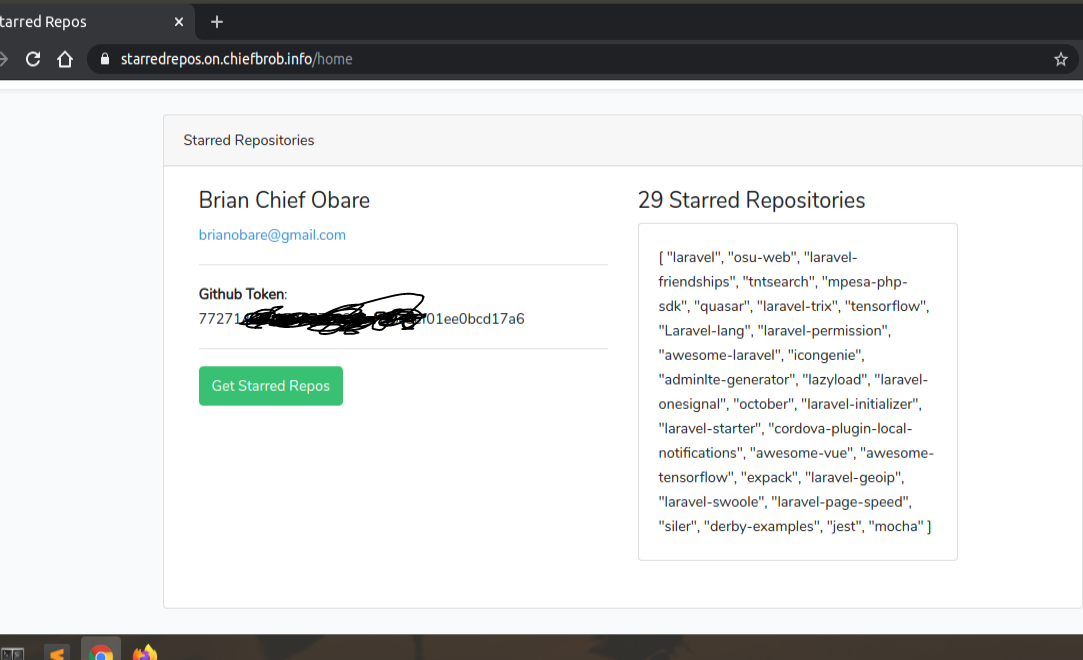 tarred Repos
starredrepos.on.chiefbrob.info/home
Starred Repositories
Brian Chief Obare
brianobare@gmail.com
Github Token:
77271 f01ee0bcd17a6
Get Starred Repos
29 Starred Repositories
[ "laravel", "osu-web", "laravel-
friendships", "tntsearch", "mpesa-php-
sdk", "quasar", "laravel-trix", "tensorflow",
"Laravel-lang", "laravel-permission",
"awesome-laravel", "icongenie",
"adminlte-generator", "lazyload", "laravel-
onesignal", "october", "laravel-initializer",
"laravel-starter", "cordova-plugin-local-
notifications", "awesome-vue", "awesome-
tensorflow", "expack", "laravel-geoip",
"laravel-swoole", "laravel-page-speed",
"siler", "derby-examples", "jest", "mocha" ]